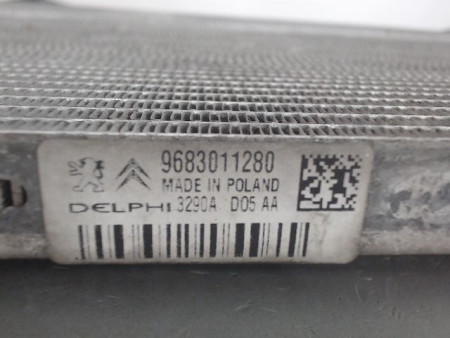 9683011280
MADE IN POLAND
DELPHI 3290A D05 AA